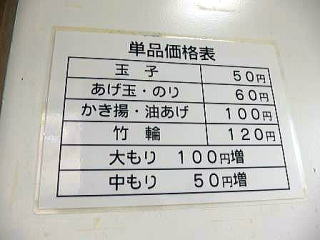 単品価格表
玉子 50円
あげ玉・のり 60円
かき揚・油あげ 100円
竹輪 120円
大もり 100円増
中もり 50円増